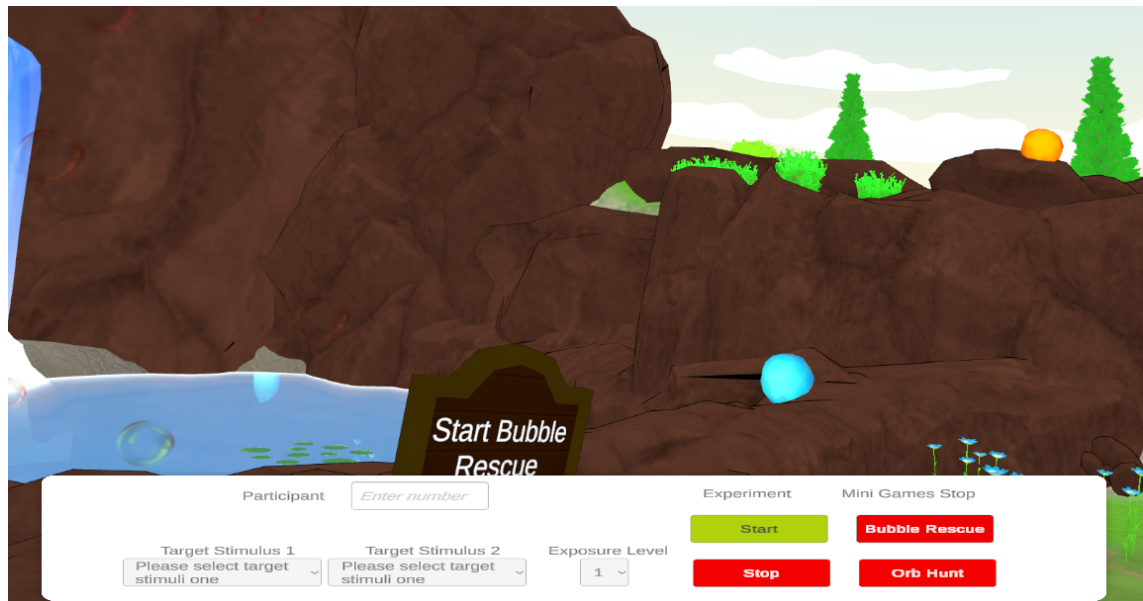 Start Bubble
Rescue
Participant
Enter number
Experiment
Mini Games Stop
Start
Bubble Rescue
Target Stimulus 1
Target Stimulus 2
Exposure Level
Please select target
stimuli one
Please select target
stimuli one
1
Stop
Orb Hunt